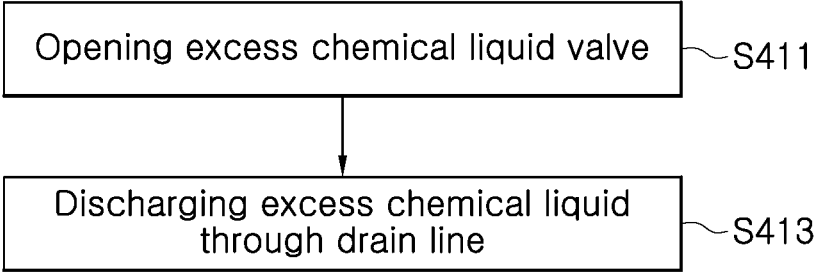 Opening excess chemical liquid valve
S411
Discharging excess chemical liquid
through drain line
S413